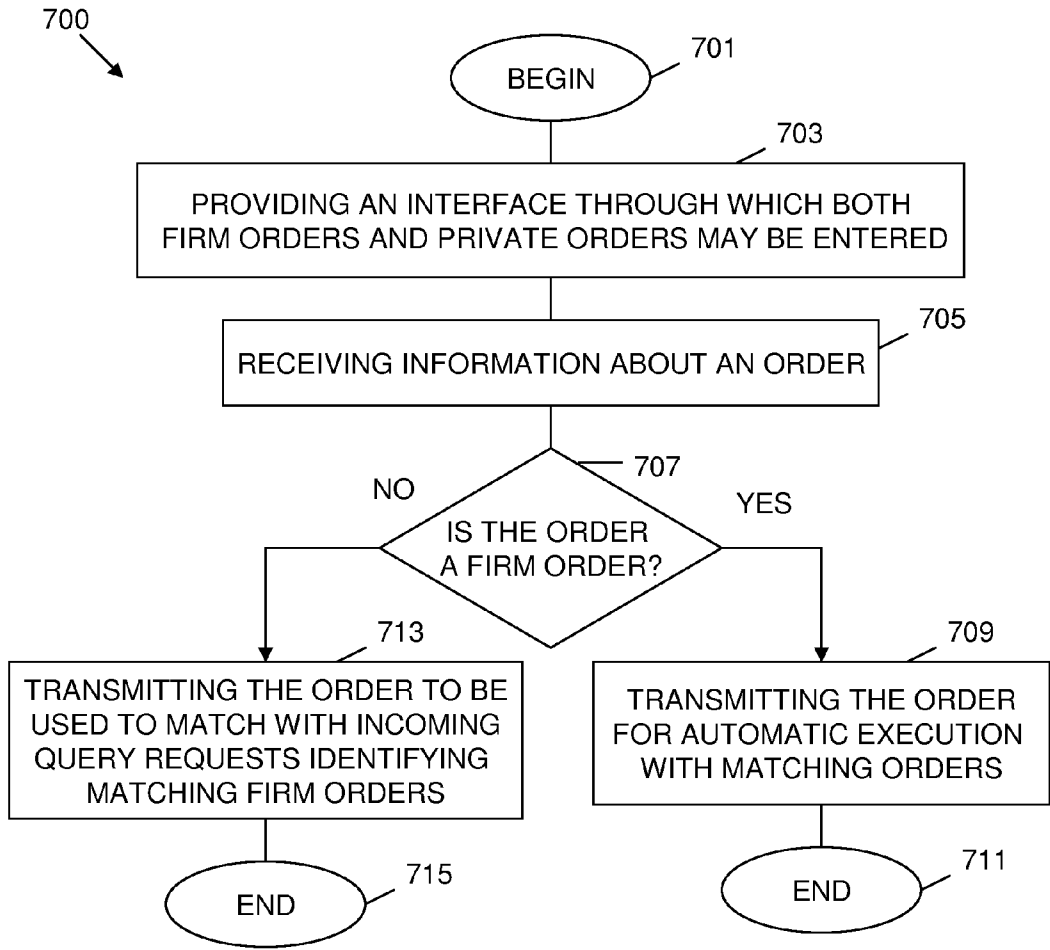 700
701
BEGIN
703
PROVIDING AN INTERFACE THROUGH WHICH BOTH
FIRM ORDERS AND PRIVATE ORDERS MAY BE ENTERED
705
RECEIVING INFORMATION ABOUT AN ORDER
707
NO
YES
IS THE ORDER
A FIRM ORDER?
713
TRANSMITTING THE ORDER TO BE
USED TO MATCH WITH INCOMING
QUERY REQUESTS IDENTIFYING
MATCHING FIRM ORDERS
709
TRANSMITTING THE ORDER
FOR AUTOMATIC EXECUTION
WITH MATCHING ORDERS
715
END
711
END